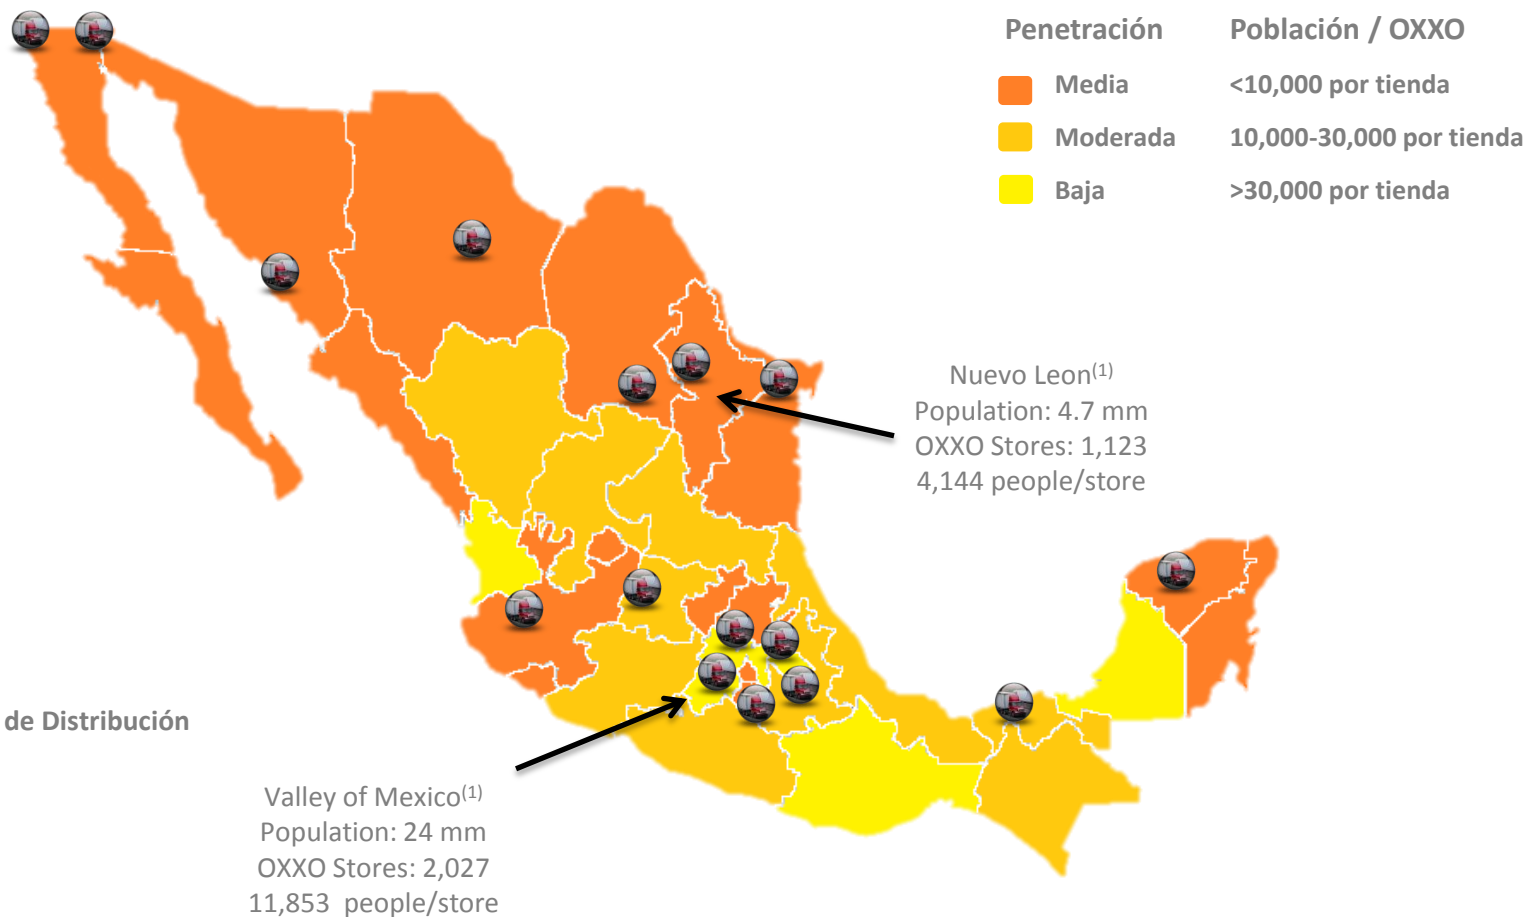 Penetración Población / OXXO
Media <10,000 por tienda
Moderada 10,000-30,000 por tienda
Baja >30,000 por tienda
Nuevo Leon(1)
Population: 4.7 mm
OXXO Stores: 1,123
4,144 people/store
de Distribución
Valley of Mexico(1)
Population: 24 mm
OXXO Stores: 2,027
11,853 people/store